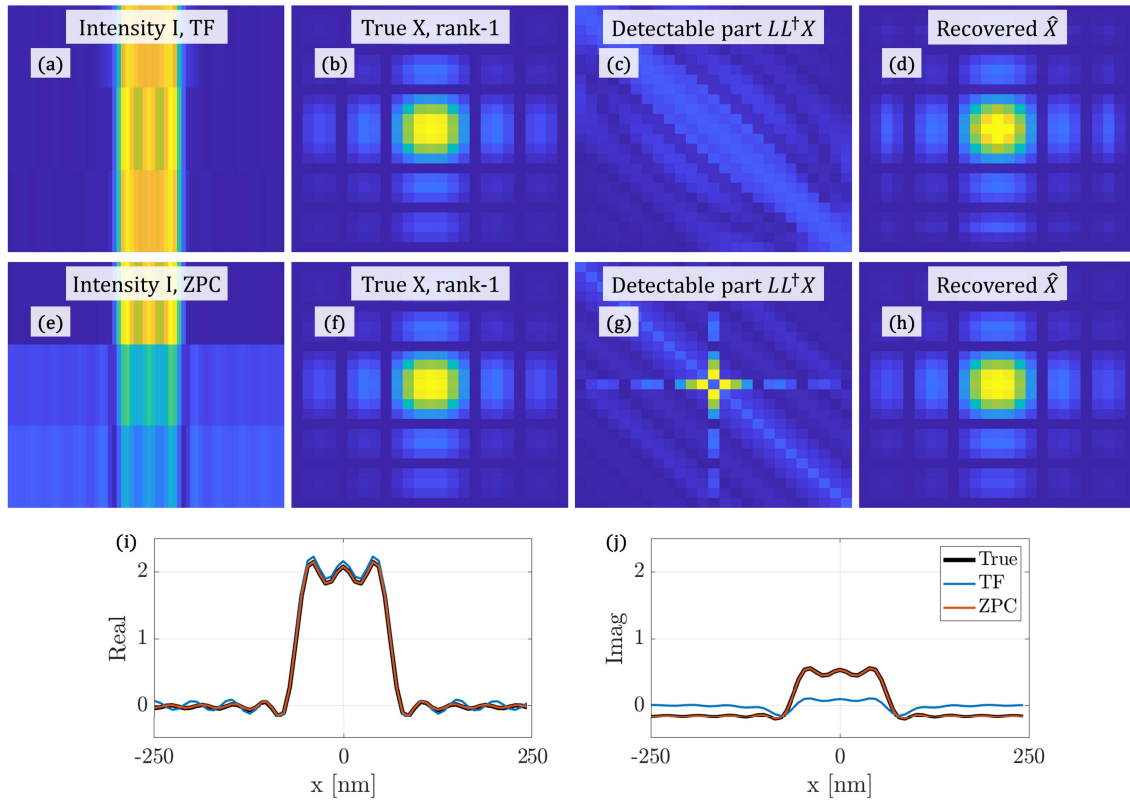 Intensity I, TF
(a)
True X, rank-1
(b)
Detectable part LL†X
(c)
Recovered X̂
(d)
Intensity I, ZPC
(e)
True X, rank-1
(f)
Detectable part LL†X
(g)
Recovered X̂
(h)
(i)
2
1
0
Real
-250
0
250
x [nm]
(j)
2
1
0
Imag
-250
0
250
x [nm]
True
TF
ZPC